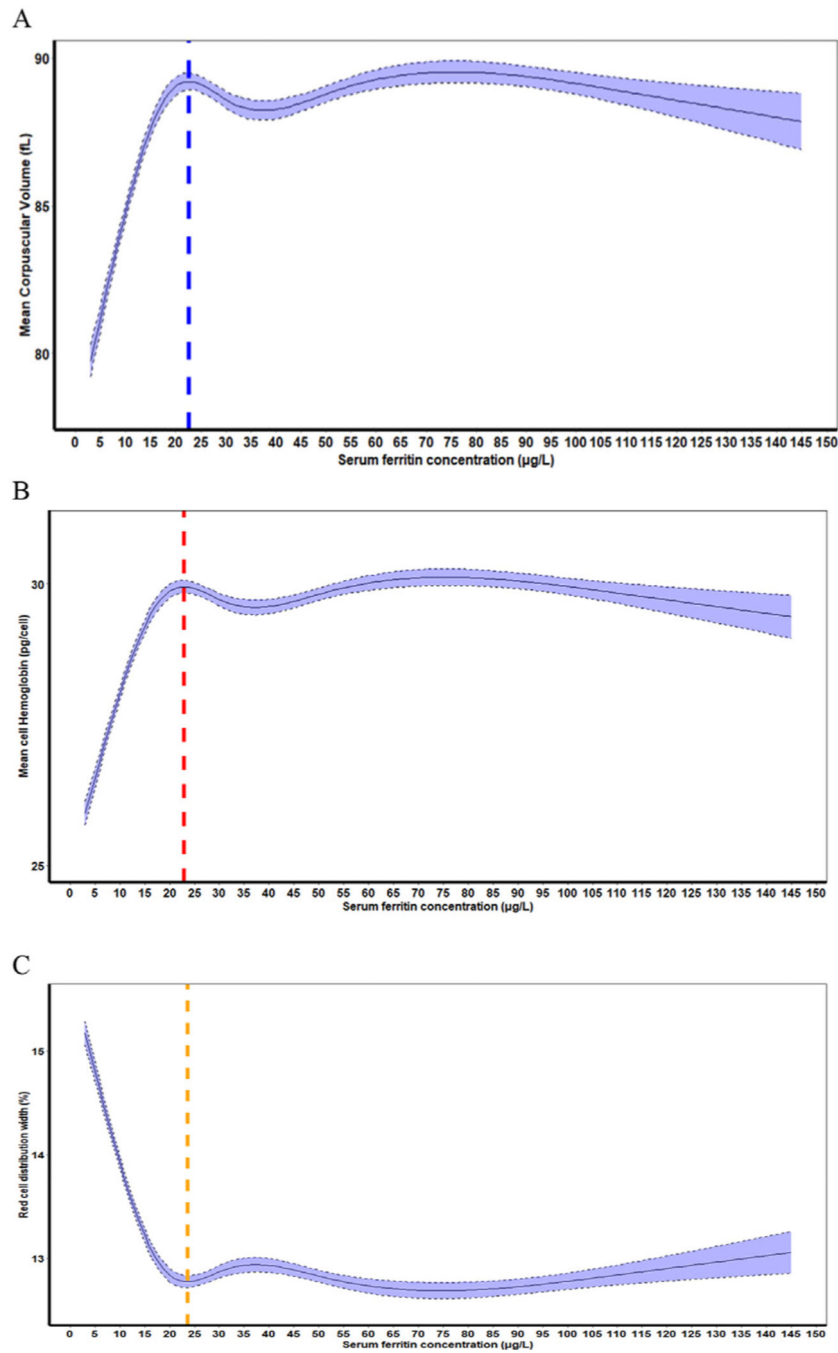 A
90
85
80
Mean Corpuscular Volume (fL)
0 5 10 15 20 25 30 35 40 45 50 55 60 65 70 75 80 85 90 95 100 105 110 115 120 125 130 135 140 145 150
Serum ferritin concentration (µg/L)
B
30
25
Mean cell Hemoglobin (pg/cell)
0 5 10 15 20 25 30 35 40 45 50 55 60 65 70 75 80 85 90 95 100 105 110 115 120 125 130 135 140 145 150
Serum ferritin concentration (µg/L)
C
15
14
13
Red cell distribution width (%)
0 5 10 15 20 25 30 35 40 45 50 55 60 65 70 75 80 85 90 95 100 105 110 115 120 125 130 135 140 145 150
Serum ferritin concentration (µg/L)